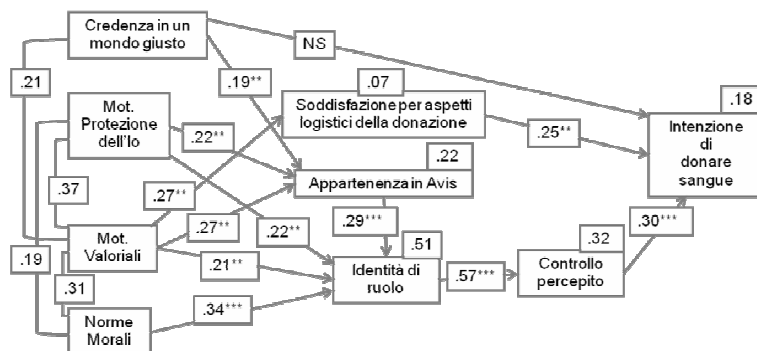 Credenza in un
mondo giusto
NS
.21
.19**
.07
.18
Mot.
Protezione
dell'Io
Soddisfazione per aspetti
logistici della donazione
Intenzione
di
donare
sangue
.22**
.25**
.22
.37
Appartenenza in Avis
.27**
.27**
.22**
.29***
.30***
.51
.32
Mot.
Valoriali
.19
.21**
Identità di
ruolo
.57***
Controllo
percepito
.31
.34***
Norme
Morali